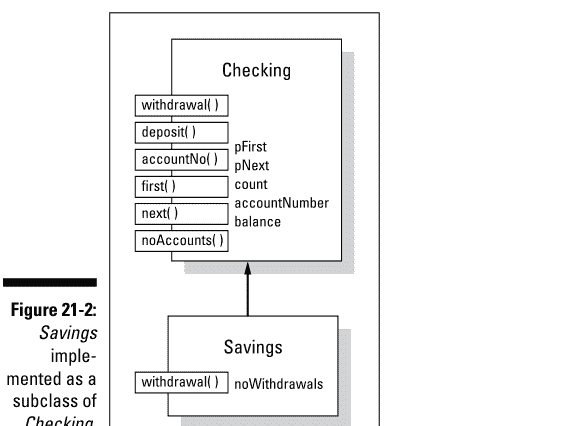 Checking
withdrawal( )
deposit( )
accountNo( )
first( )
next( )
noAccounts( )
pFirst
pNext
count
accountNumber
balance
Savings
withdrawal( )
noWithdrawals
Figure 21-2:
Savings
imple-
mented as a
subclass of
Checking.